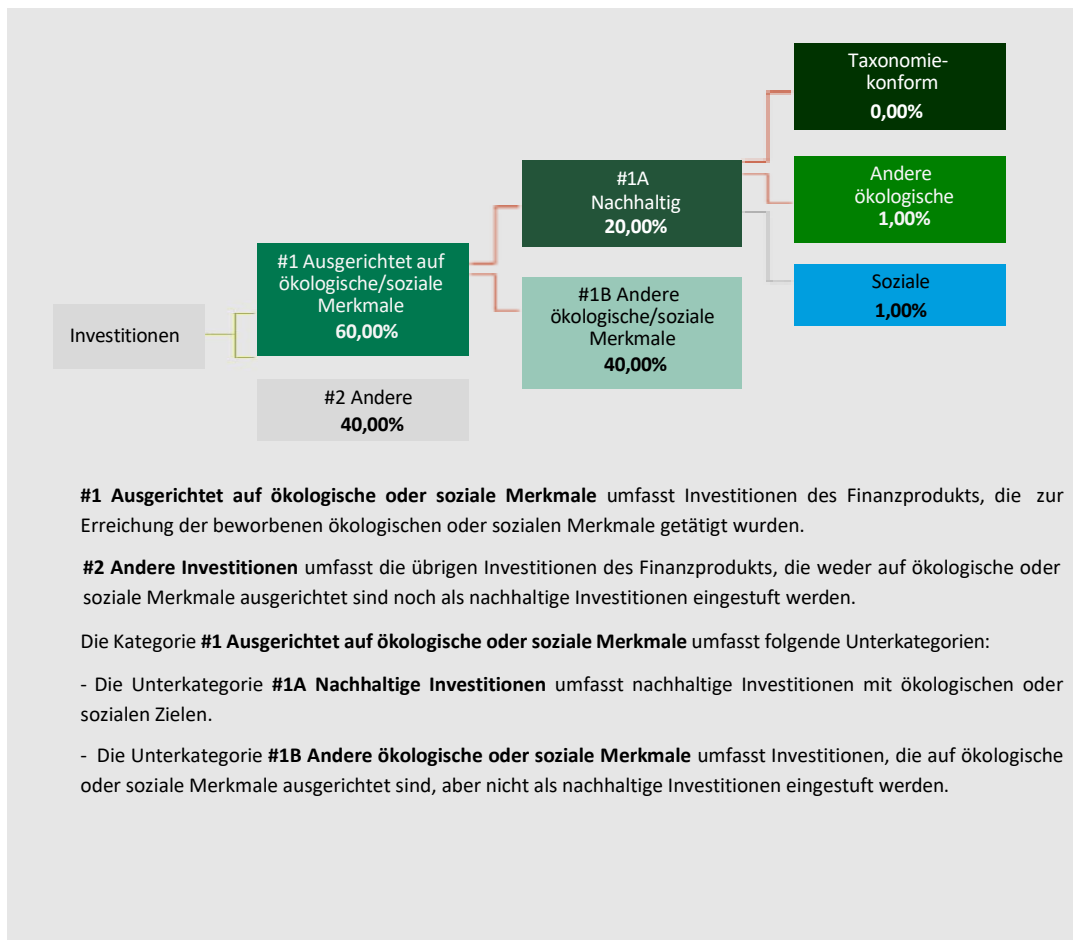 Taxonomie-
konform
0,00%
#1A
Nachhaltig
20,00%
Andere
ökologische
1,00%
#1 Ausgerichtet auf
ökologische/soziale
Merkmale
60,00%
Soziale
1,00%
#1B Andere
ökologische/soziale
Merkmale
40,00%
Investitionen
#2 Andere
40,00%
#1 Ausgerichtet auf ökologische oder soziale Merkmale umfasst Investitionen des Finanzprodukts, die zur
Erreichung der beworbenen ökologischen oder sozialen Merkmale getätigt wurden.
#2 Andere Investitionen umfasst die übrigen Investitionen des Finanzprodukts, die weder auf ökologische oder
soziale Merkmale ausgerichtet sind noch als nachhaltige Investitionen eingestuft werden.
Die Kategorie #1 Ausgerichtet auf ökologische oder soziale Merkmale umfasst folgende Unterkategorien:
- Die Unterkategorie #1A Nachhaltige Investitionen umfasst nachhaltige Investitionen mit ökologischen oder
sozialen Zielen.
- Die Unterkategorie #1B Andere ökologische oder soziale Merkmale umfasst Investitionen, die auf ökologische
oder soziale Merkmale ausgerichtet sind, aber nicht als nachhaltige Investitionen eingestuft werden.